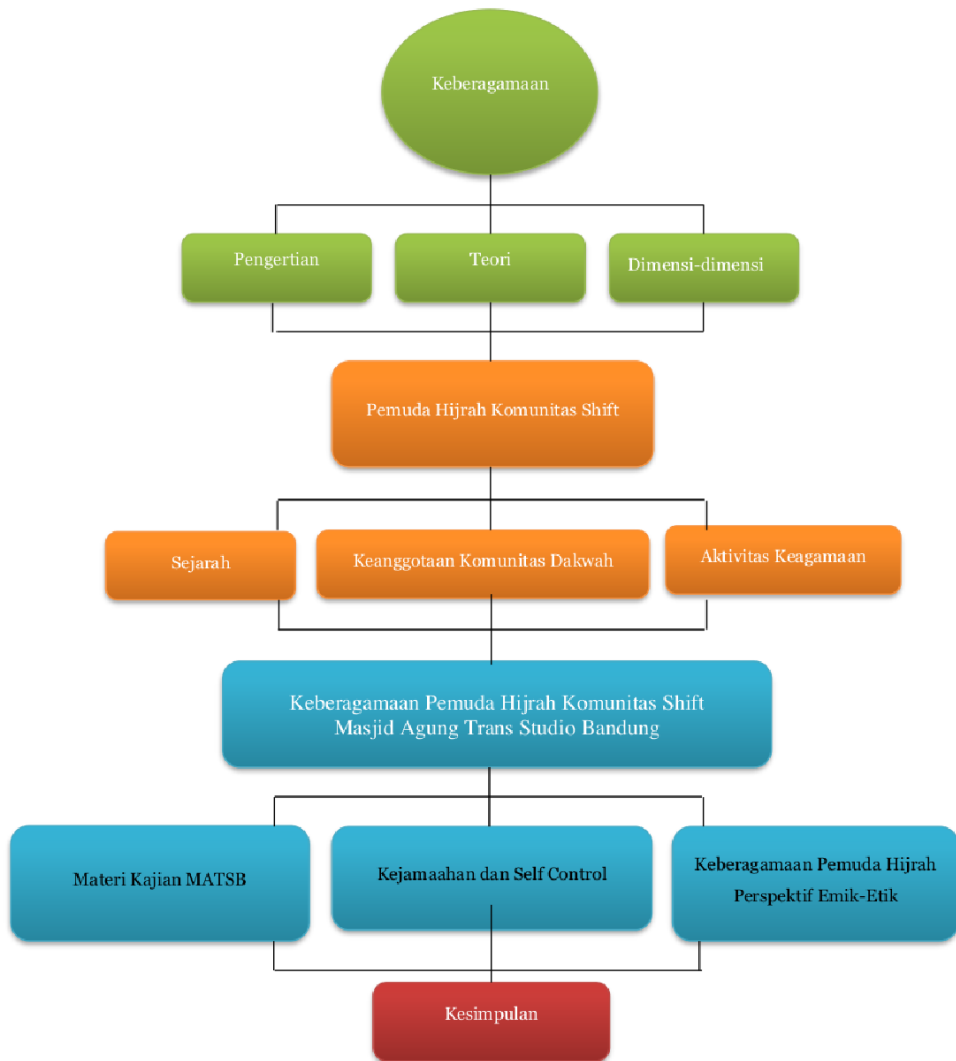 Keberagamaan
Pengertian
Teori
Dimensi-dimensi
Pemuda Hijrah Komunitas Shift
Sejarah
Keanggotaan Komunitas Dakwah
Aktivitas Keagamaan
Keberagamaan Pemuda Hijrah Komunitas Shift
Masjid Agung Trans Studio Bandung
Materi Kajian MATSB
Kejamaahan dan Self Control
Keberagamaan Pemuda Hijrah
Perspektif Emik-Etik
Kesimpulan